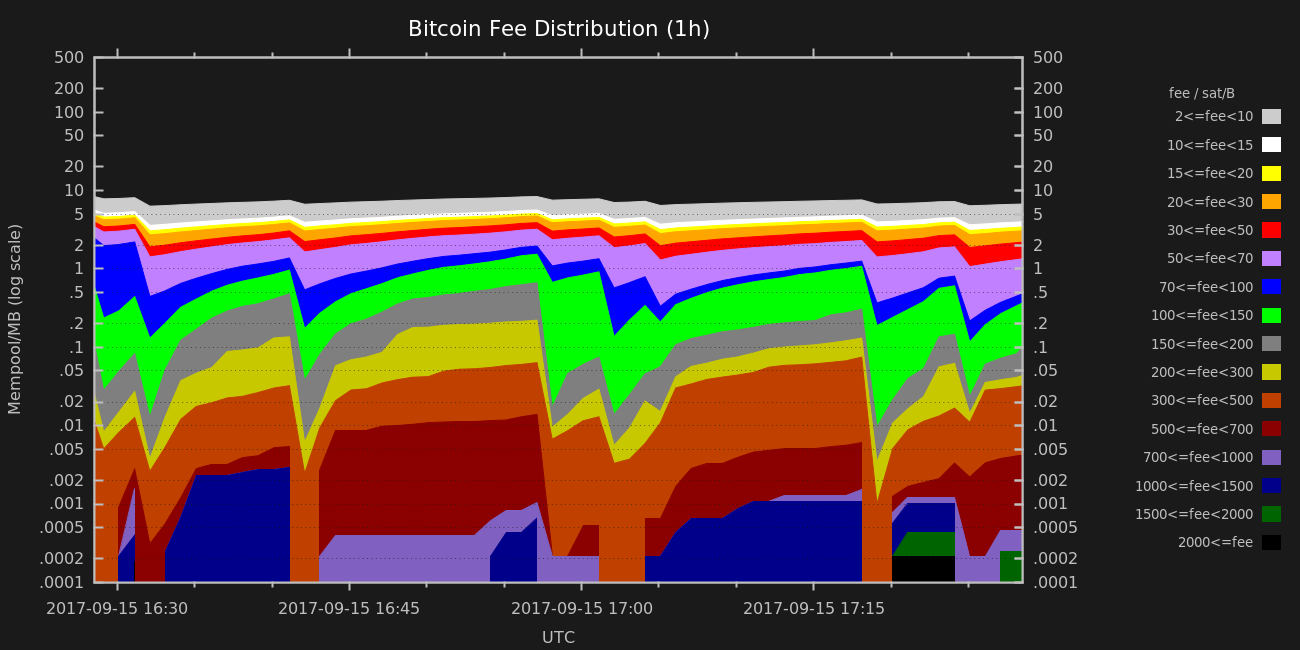 Bitcoin Fee Distribution (1h)
500 500
200 200
100 100
50 50
20 20
10 10
5 5
2 2
1 1
.5 .5
.2 .2
.1 .1
.05 .05
.02 .02
.01 .01
.005 .005
.002 .002
.001 .001
.0005 .0005
.0002 .0002
.0001 .0001
Mempool/MB (log scale)
2017-09-15 16:30 2017-09-15 16:45 2017-09-15 17:00 2017-09-15 17:15
UTC
fee / sat/B
2<=fee<10
10<=fee<15
15<=fee<20
20<=fee<30
30<=fee<50
50<=fee<70
70<=fee<100
100<=fee<150
150<=fee<200
200<=fee<300
300<=fee<500
500<=fee<700
700<=fee<1000
1000<=fee<1500
1500<=fee<2000
2000<=fee